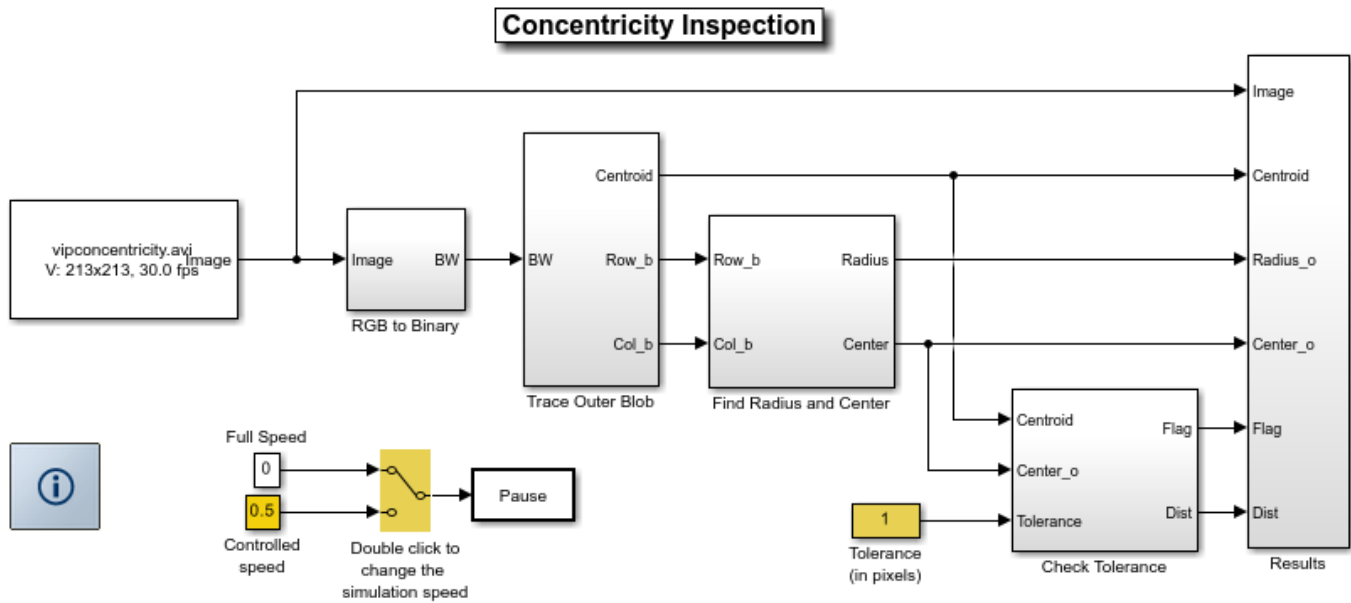 Concentricity Inspection
vipconcentricity.avi
V: 213x213, 30.0 fps
Image
Image
BW
RGB to Binary
BW
Centroid
Row_b
Col_b
Trace Outer Blob
Row_b
Col_b
Radius
Center
Find Radius and Center
Image
Centroid
Radius_o
Center_o
Flag
Dist
Results
Centroid
Center_o
Tolerance
Flag
Dist
Check Tolerance
1
Tolerance
(in pixels)
Full Speed
0
0.5
Controlled
speed
Double click to
change the
simulation speed
Pause
i